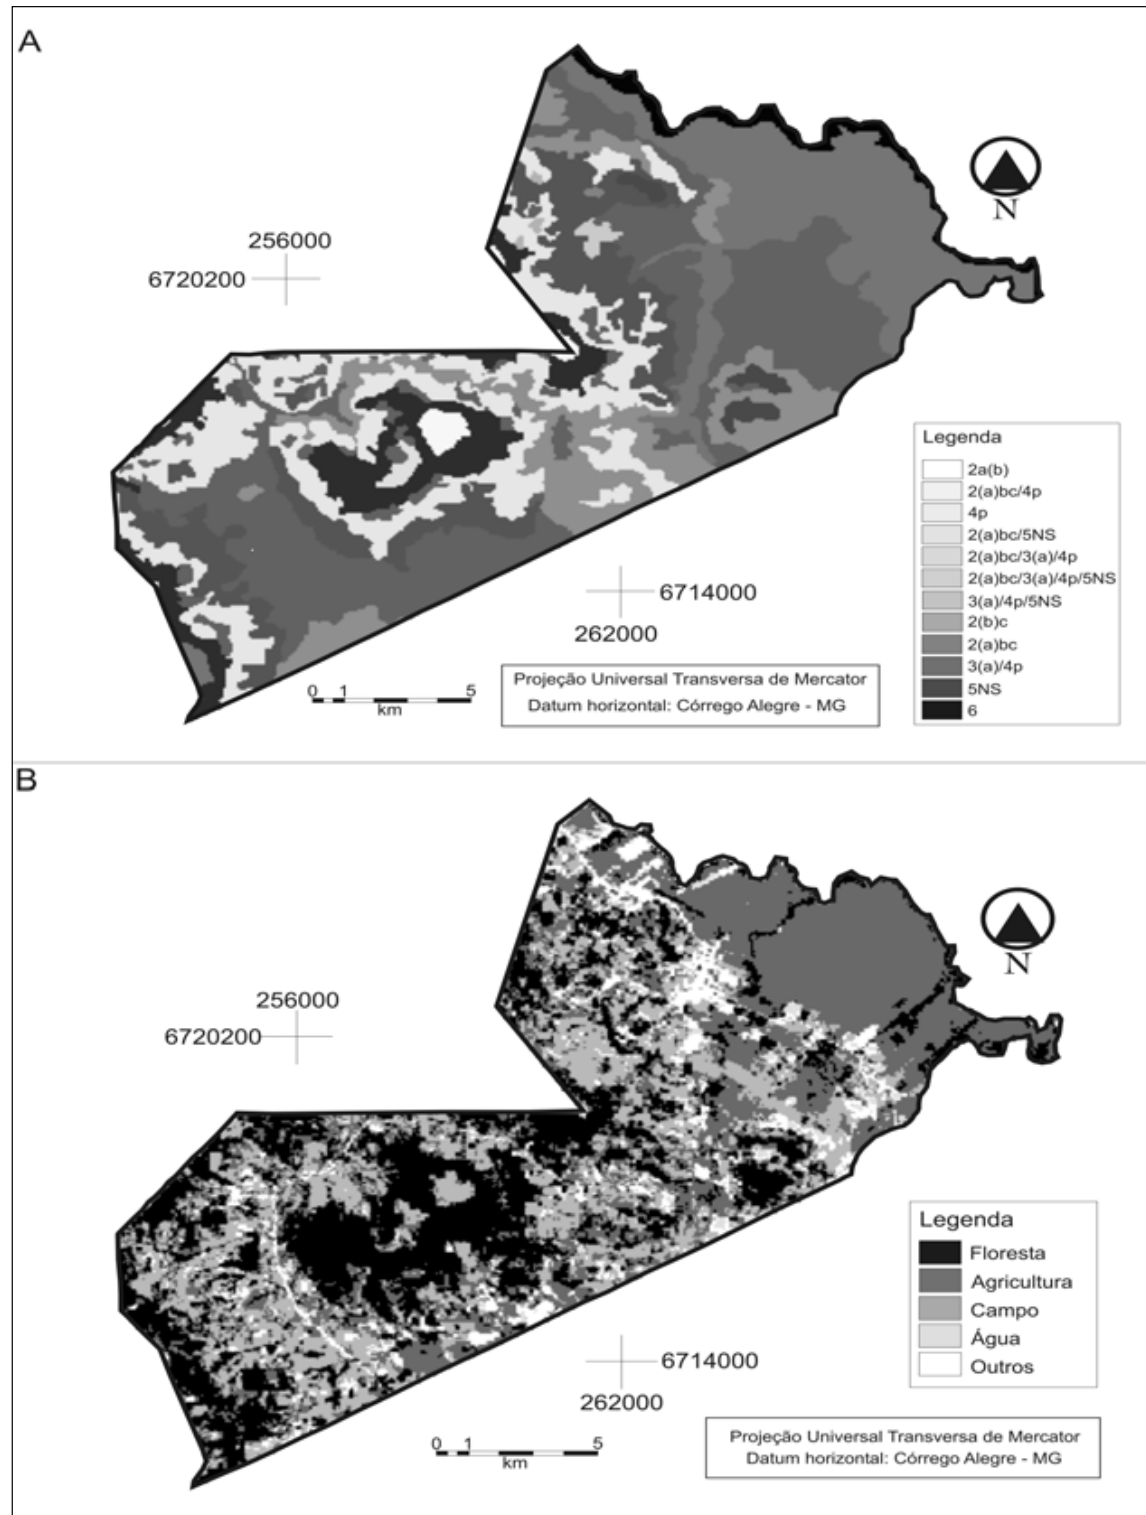 A
N
256000
6720200
Legenda
2a(b)
2(a)bc/4p
4p
2(a)bc/5NS
2(a)bc/3(a)/4p
2(a)bc/3(a)/4p/5NS
3(a)/4p/5NS
2(b)c
2(a)bc
3(a)/4p
5NS
6
6714000
262000
Projeção Universal Transversa de Mercator
Datum horizontal: Córrego Alegre - MG
0 1 5
km
B
N
256000
6720200
Legenda
Floresta
Agricultura
Campo
Água
Outros
6714000
262000
0 1 5
km
Projeção Universal Transversa de Mercator
Datum horizontal: Córrego Alegre - MG